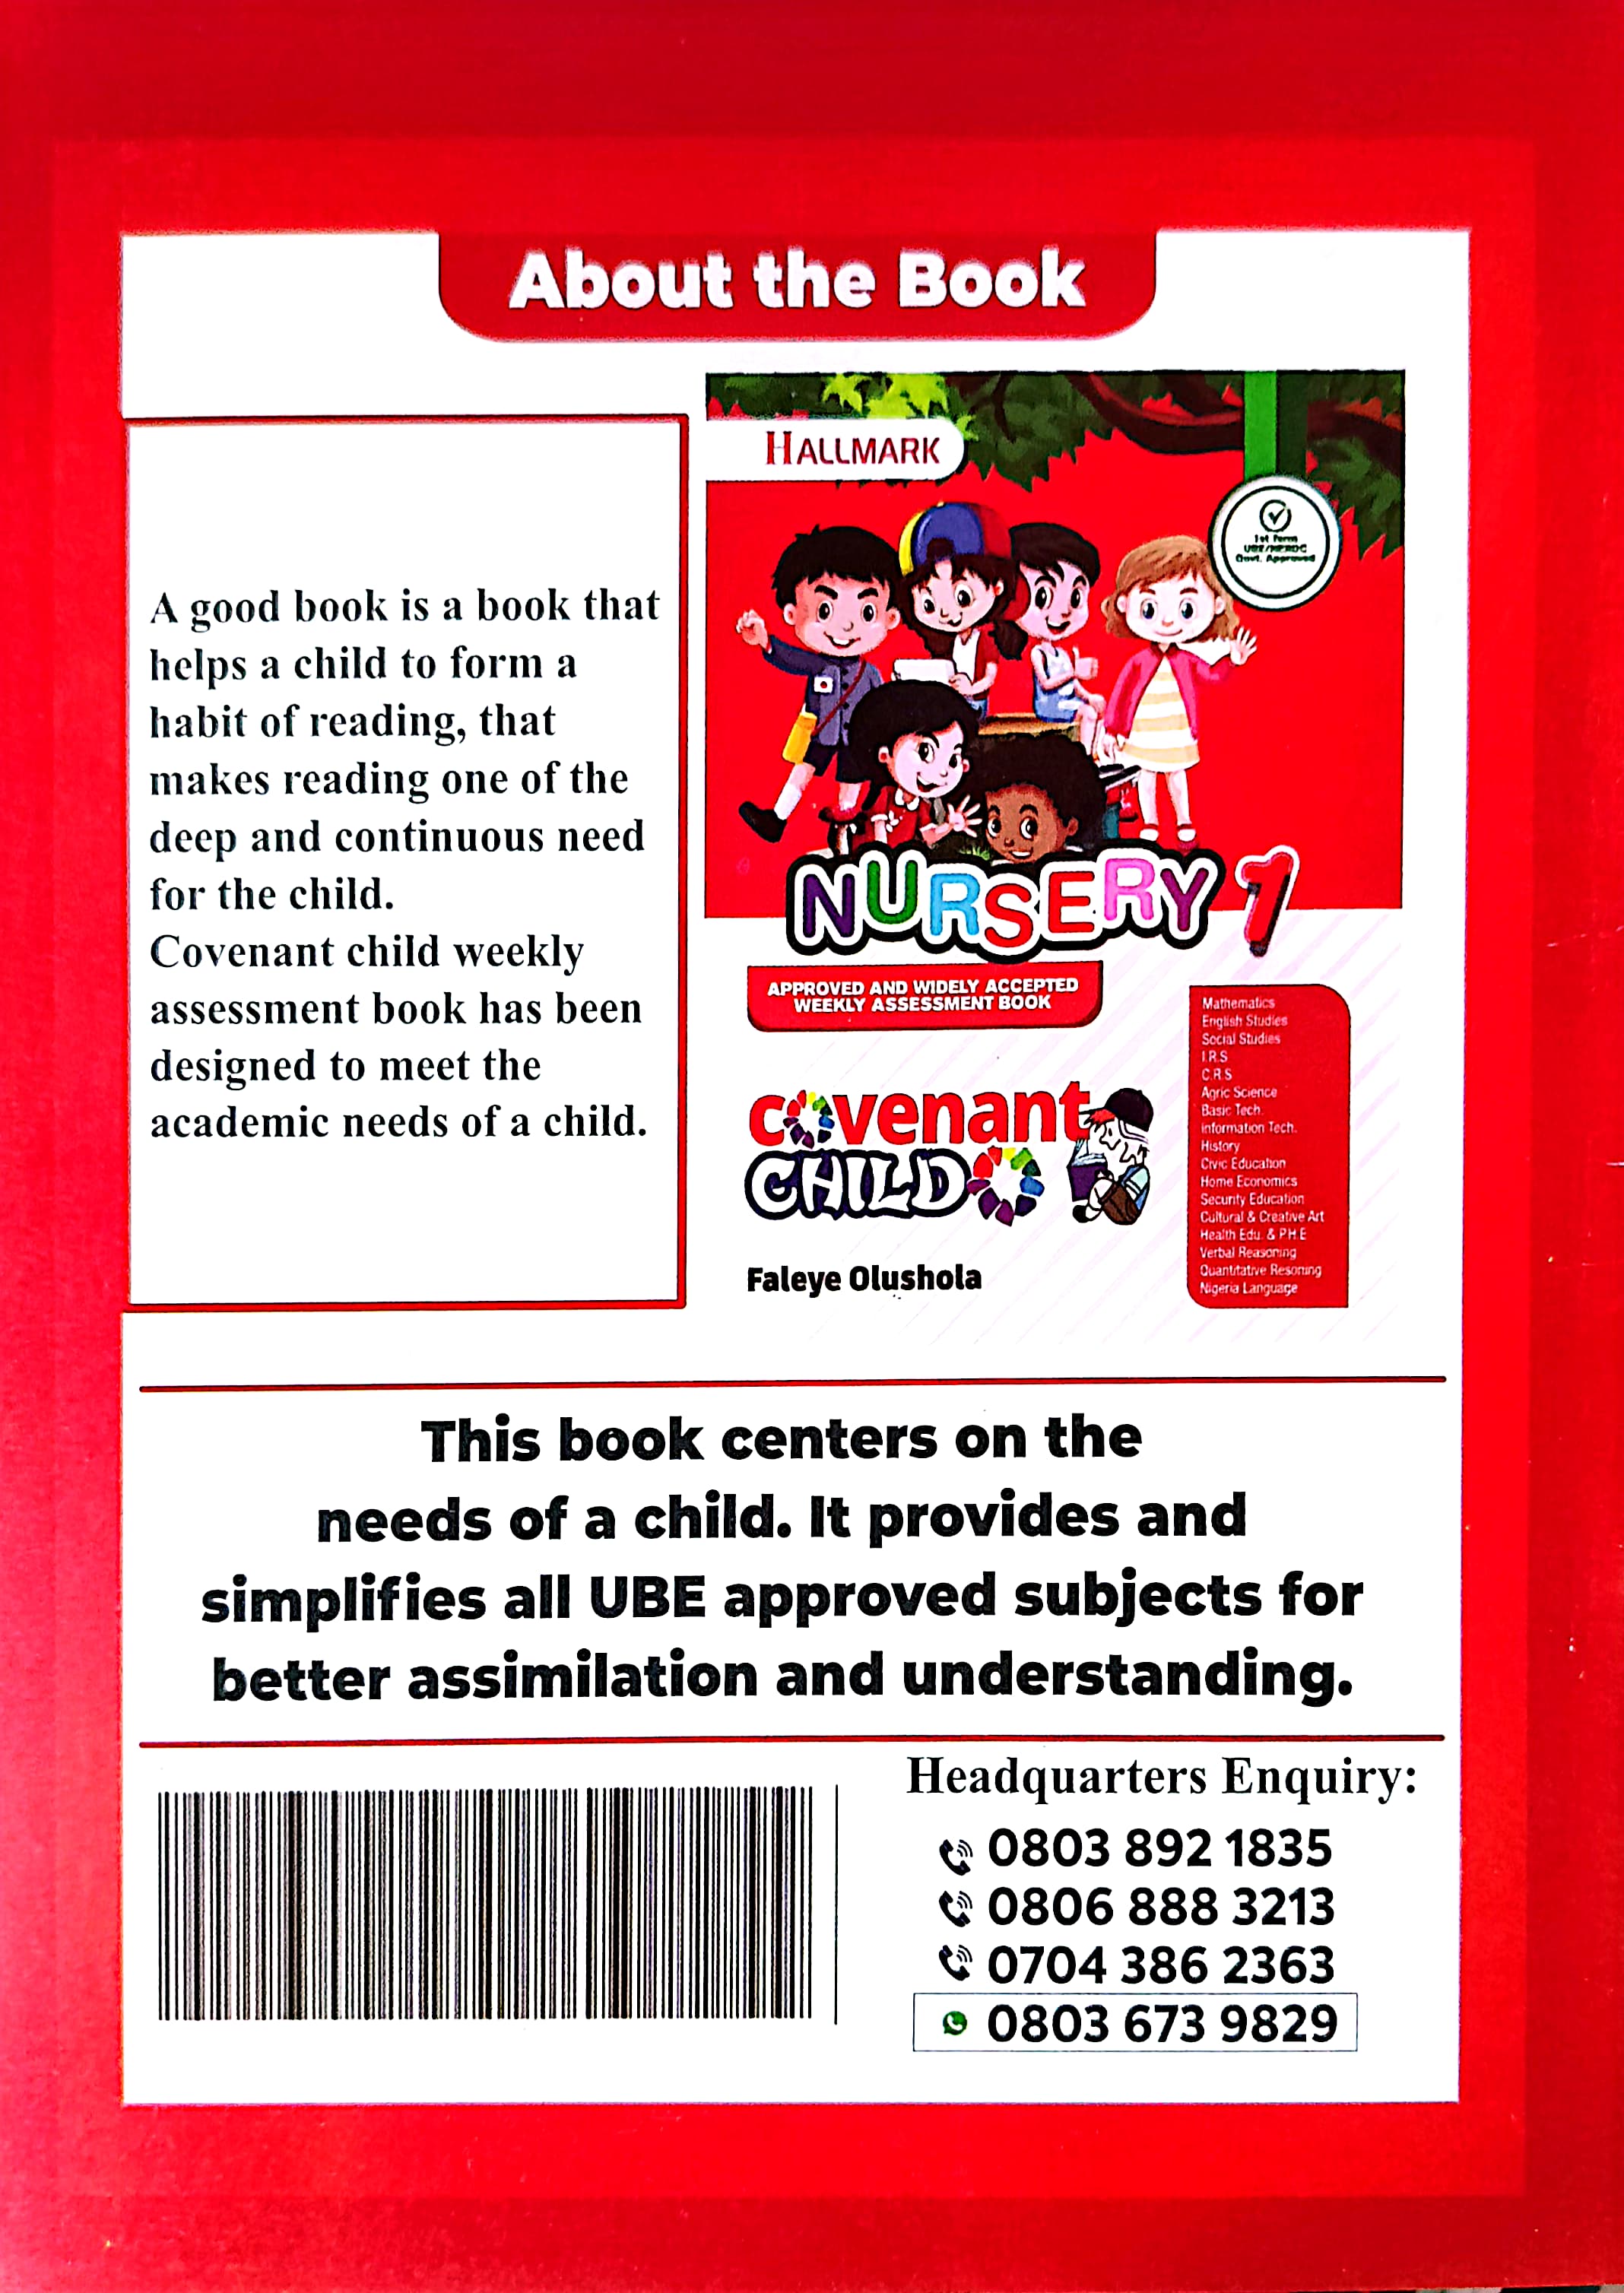 About the Book
A good book is a book that
helps a child to form a
habit of reading, that
makes reading one of the
deep and continuous need
for the child.
Covenant child weekly
assessment book has been
designed to meet the
academic needs of a child.
HALLMARK
1st Term
UBE/NERDC
Govt. Approved
NURSERY 1
APPROVED AND WIDELY ACCEPTED
WEEKLY ASSESSMENT BOOK
covenant
CHILD
Faleye Olushola
Mathematics
English Studies
Social Studies
I.R.S
C.R.S
Agric Science
Basic Tech.
Information Tech.
History
Civic Education
Home Economics
Security Education
Cultural & Creative Art
Health Edu. & P.H.E
Verbal Reasoning
Quantitative Resoning
Nigeria Language
This book centers on the
needs of a child. It provides and
simplifies all UBE approved subjects for
better assimilation and understanding.
Headquarters Enquiry:
0803 892 1835
0806 888 3213
0704 386 2363
0803 673 9829